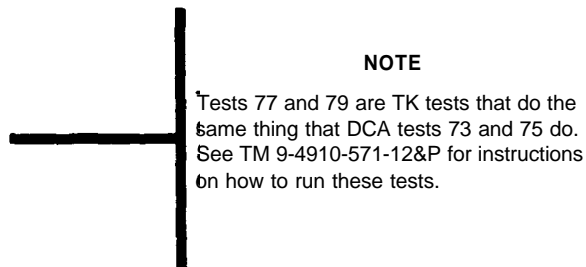 NOTE
Tests 77 and 79 are TK tests that do the
same thing that DCA tests 73 and 75 do.
See TM 9-4910-571-12&P for instructions
on how to run these tests.